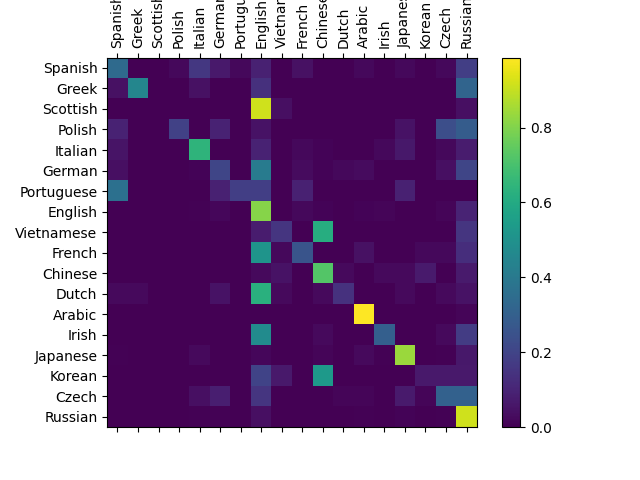 Spanish
Greek
Scottish
Polish
Italian
German
Portugu
English
Vietnam
French
Chinese
Dutch
Arabic
Irish
Japanes
Korean
Czech
Russian
Spanish
Greek
Scottish
Polish
Italian
German
Portuguese
English
Vietnamese
French
Chinese
Dutch
Arabic
Irish
Japanese
Korean
Czech
Russian
0.8
0.6
0.4
0.2
0.0